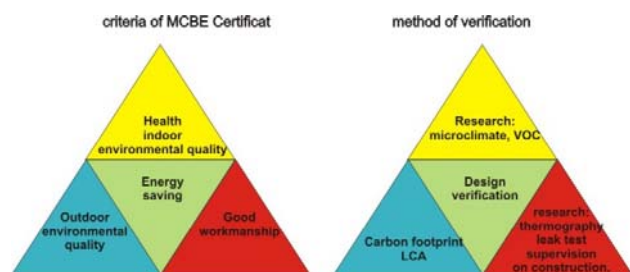 criteria of MCBE Certificat
method of verification
Health
indoor
environmental quality
Energy
saving
Outdoor
environmental
quality
Good
workmanship
Research:
microclimate, VOC
Design
verification
Carbon footprint
LCA
research:
thermography
leak test
supervision
on construction.